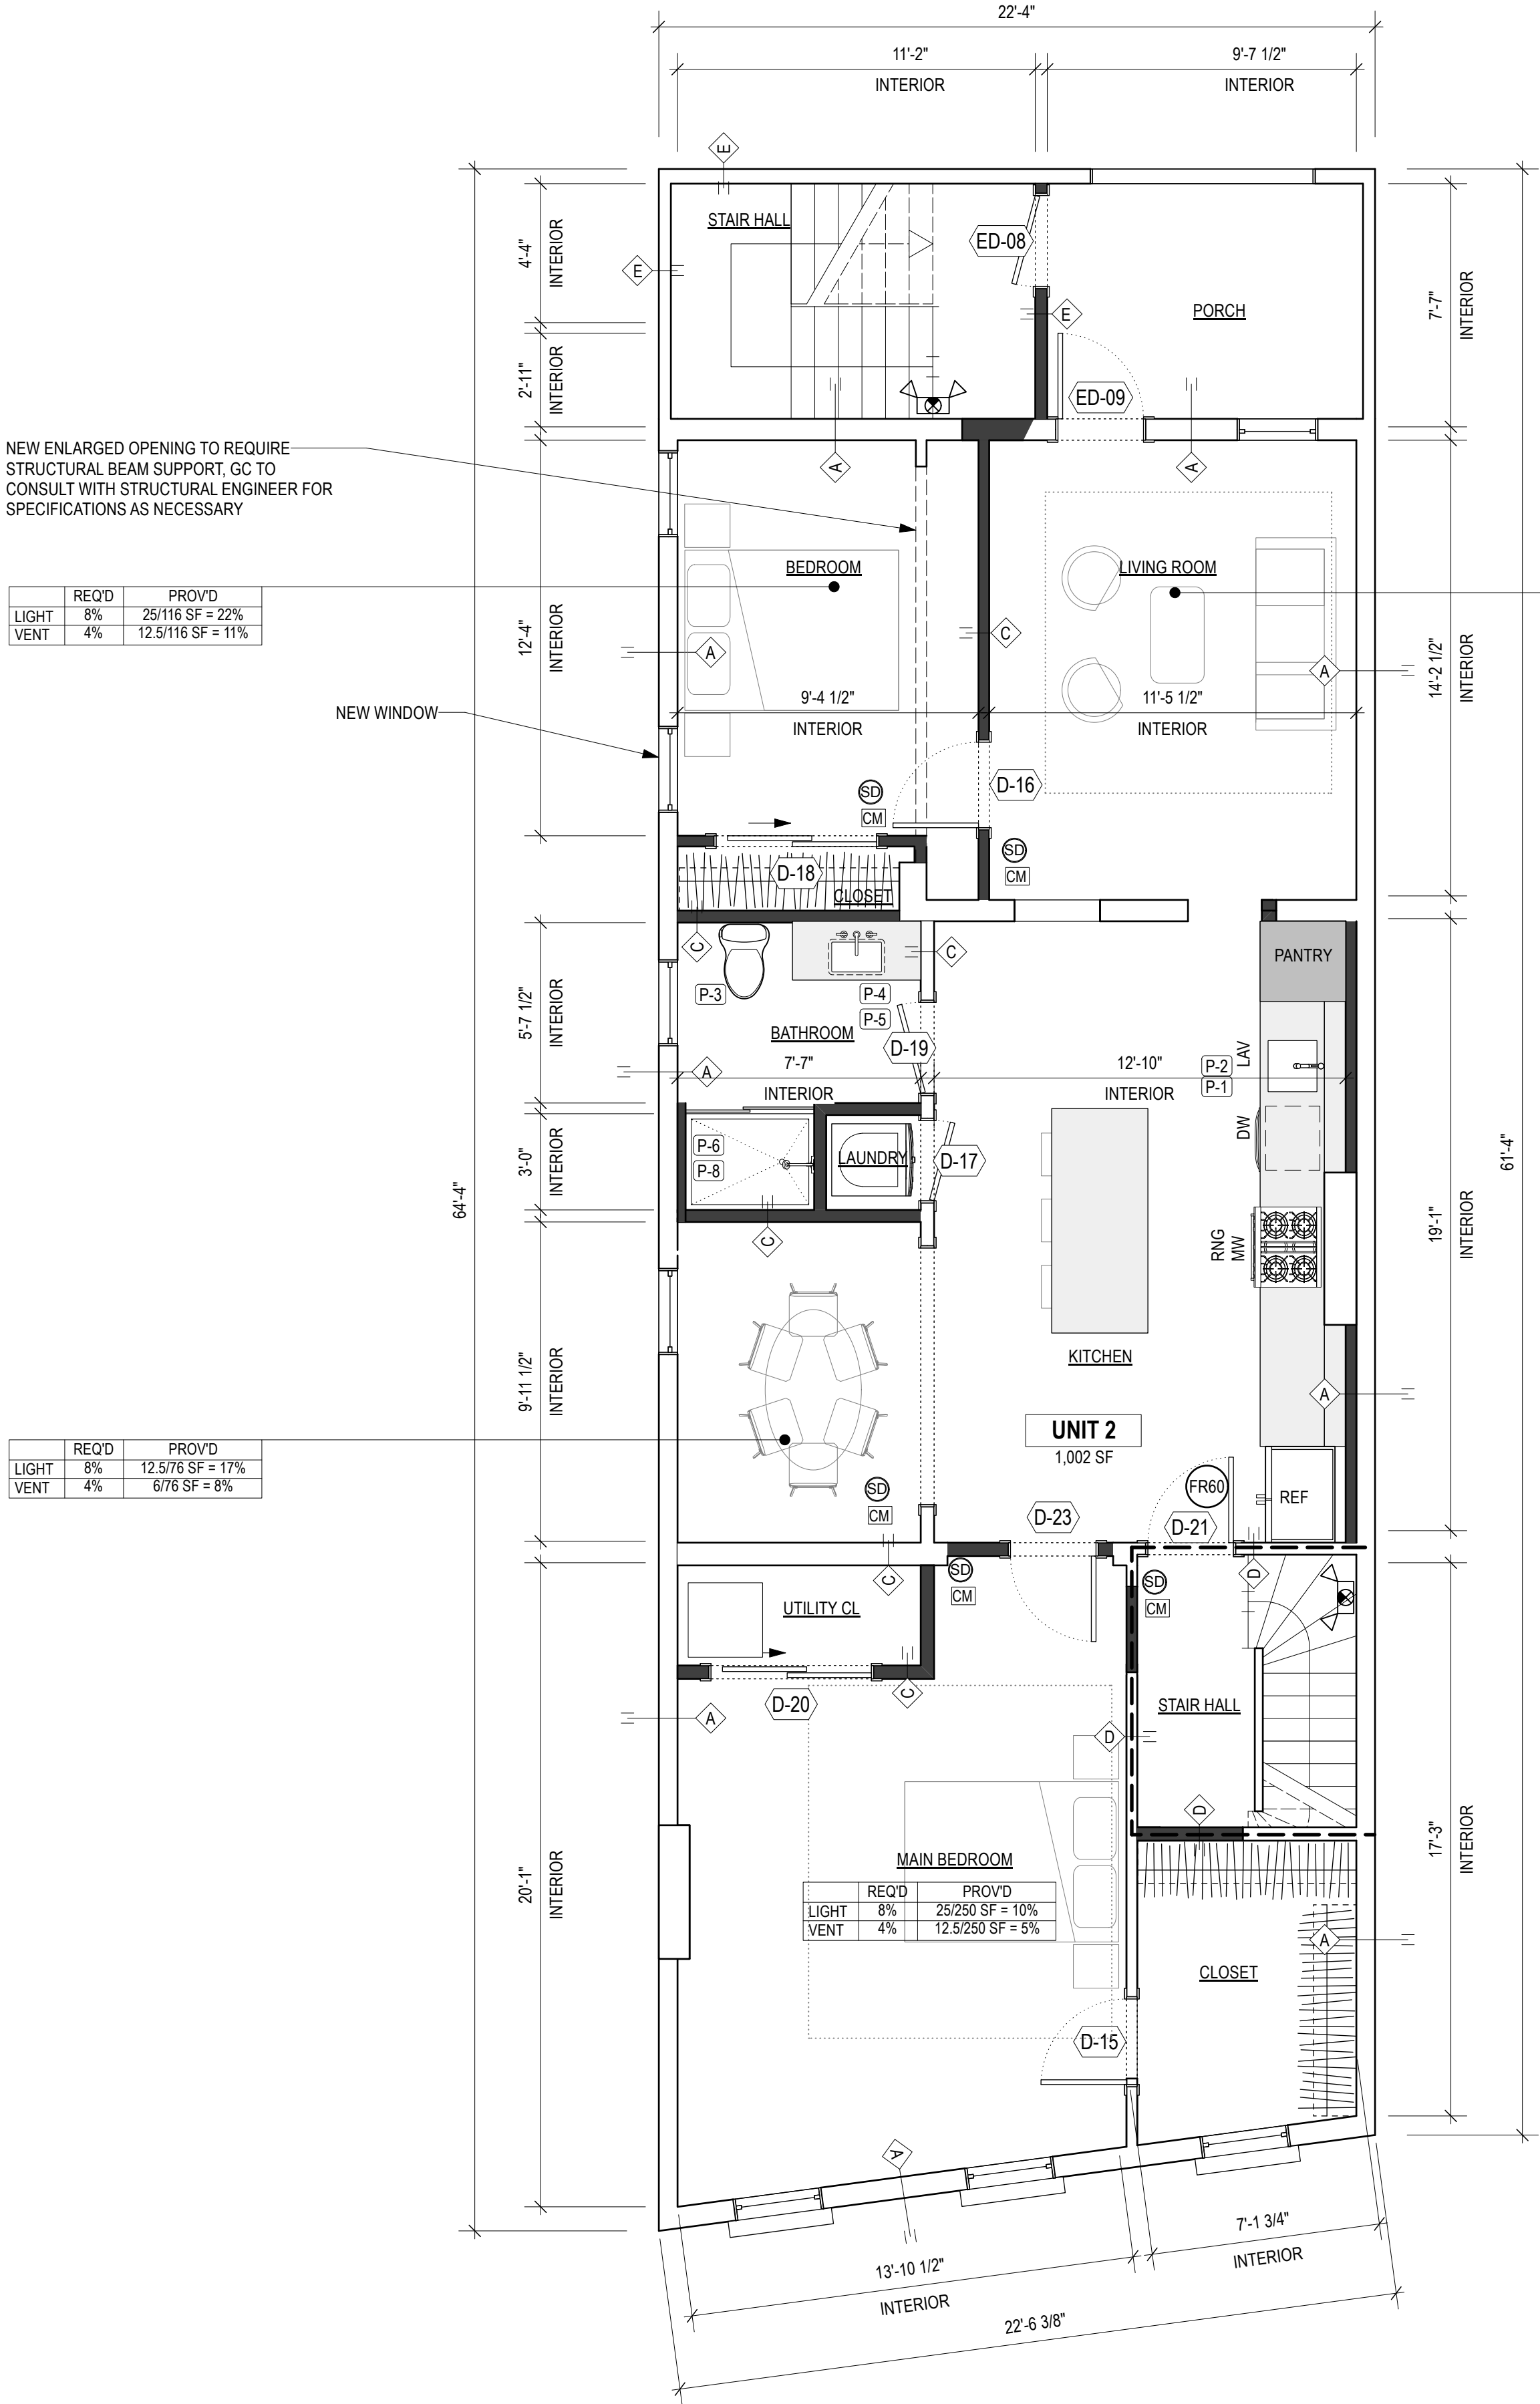 22'-4"
11'-2"
INTERIOR
9'-7 1/2"
INTERIOR
E
STAIR HALL
ED-08
E
4'-4"
INTERIOR
E
PORCH
7'-7"
INTERIOR
2'-11"
INTERIOR
ED-09
A
A
NEW ENLARGED OPENING TO REQUIRE
STRUCTURAL BEAM SUPPORT, GC TO
CONSULT WITH STRUCTURAL ENGINEER FOR
SPECIFICATIONS AS NECESSARY
BEDROOM
LIVING ROOM
REQ'D PROV'D
LIGHT 8% 25/116 SF = 22%
VENT 4% 12.5/116 SF = 11%
12'-4"
INTERIOR
A
C
A
14'-2 1/2"
INTERIOR
9'-4 1/2"
INTERIOR
11'-5 1/2"
INTERIOR
NEW WINDOW
SD
CM
D-16
SD
CM
D-18
CLOSET
C
C
PANTRY
P-3
P-4
P-5
5'-7 1/2"
INTERIOR
BATHROOM
D-19
A
7'-7"
INTERIOR
12'-10"
INTERIOR
P-2
P-1
LAV
DW
P-6
P-8
LAUNDRY
D-17
3'-0"
INTERIOR
64'-4"
61'-4"
C
RNG
MW
19'-1"
INTERIOR
KITCHEN
9'-11 1/2"
INTERIOR
A
UNIT 2
1,002 SF
REQ'D PROV'D
LIGHT 8% 12.5/76 SF = 17%
VENT 4% 6/76 SF = 8%
SD
CM
FR60
REF
D-23
D-21
C
SD
CM
SD
CM
D
UTILITY CL
C
D-20
A
STAIR HALL
D
D
17'-3"
INTERIOR
20'-1"
INTERIOR
MAIN BEDROOM
REQ'D PROV'D
LIGHT 8% 25/250 SF = 10%
VENT 4% 12.5/250 SF = 5%
A
CLOSET
D-15
A
7'-1 3/4"
INTERIOR
13'-10 1/2"
INTERIOR
22'-6 3/8"